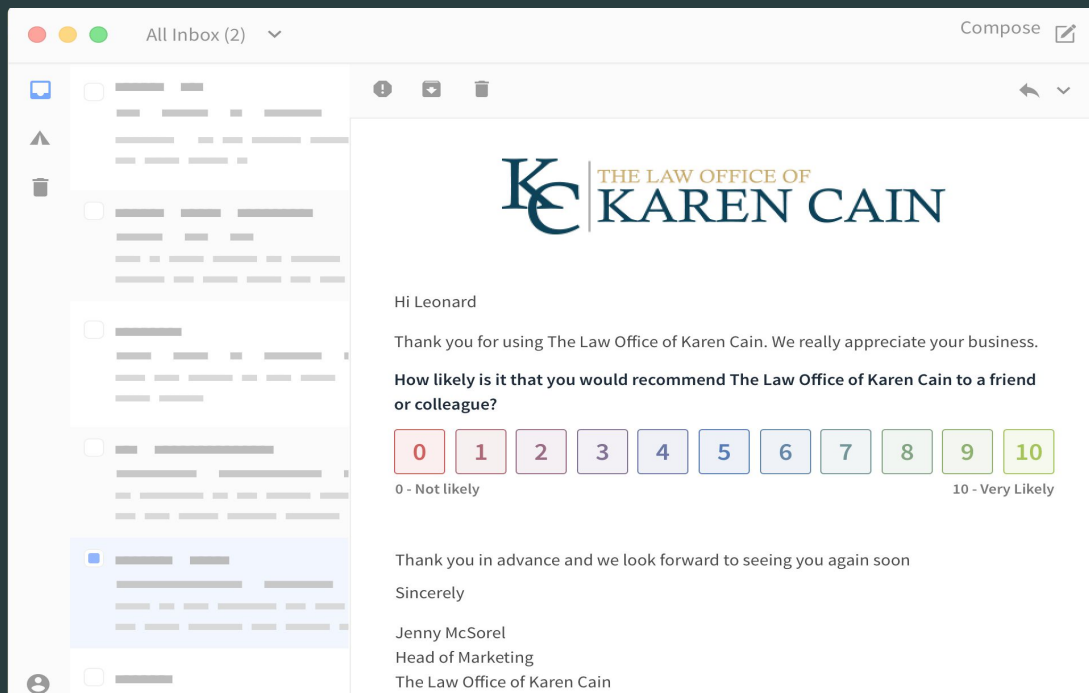 All Inbox (2)
Compose
KC
THE LAW OFFICE OF
KAREN CAIN
Hi Leonard
Thank you for using The Law Office of Karen Cain. We really appreciate your business.
How likely is it that you would recommend The Law Office of Karen Cain to a friend
or colleague?
0 1 2 3 4 5 6 7 8 9 10
0 - Not likely 10 - Very Likely
Thank you in advance and we look forward to seeing you again soon
Sincerely
Jenny McSorel
Head of Marketing
The Law Office of Karen Cain